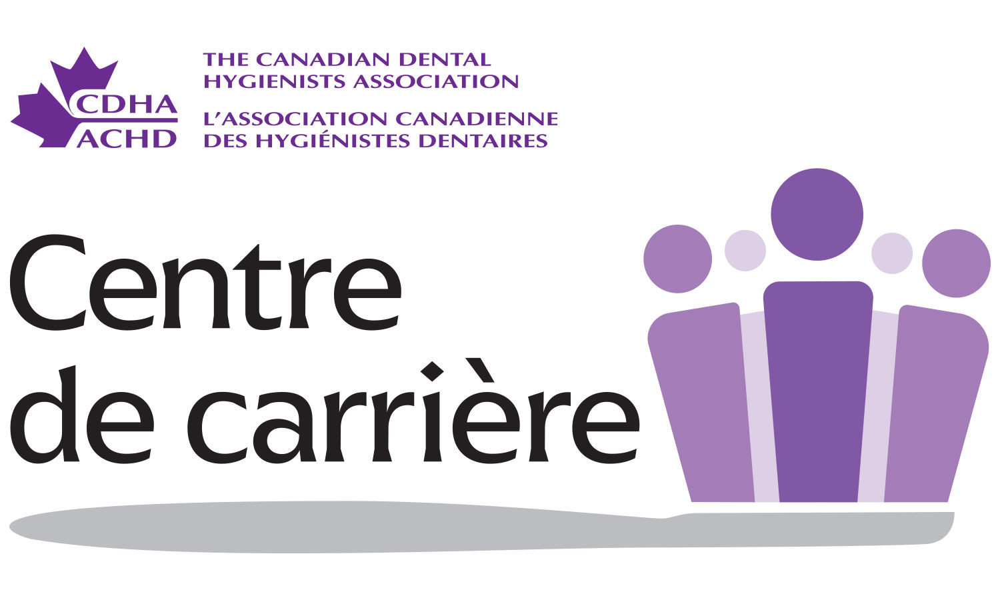 CDHA
ACHD
THE CANADIAN DENTAL
HYGIENISTS ASSOCIATION
L’ASSOCIATION CANADIENNE
DES HYGIÉNISTES DENTAIRES
Centre
de carrière